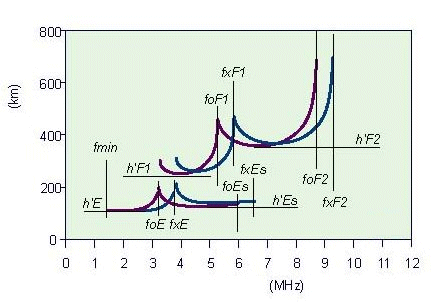 800
fxF1
(km)
600
foF1
400
fmin
h'F2
h'F1
fxEs
foEs
foF2
200
fxF2
h'E
h'Es
foE fxE
0
0 1 2 3 4 5 6 7 8 9 10 11 12
(MHz)